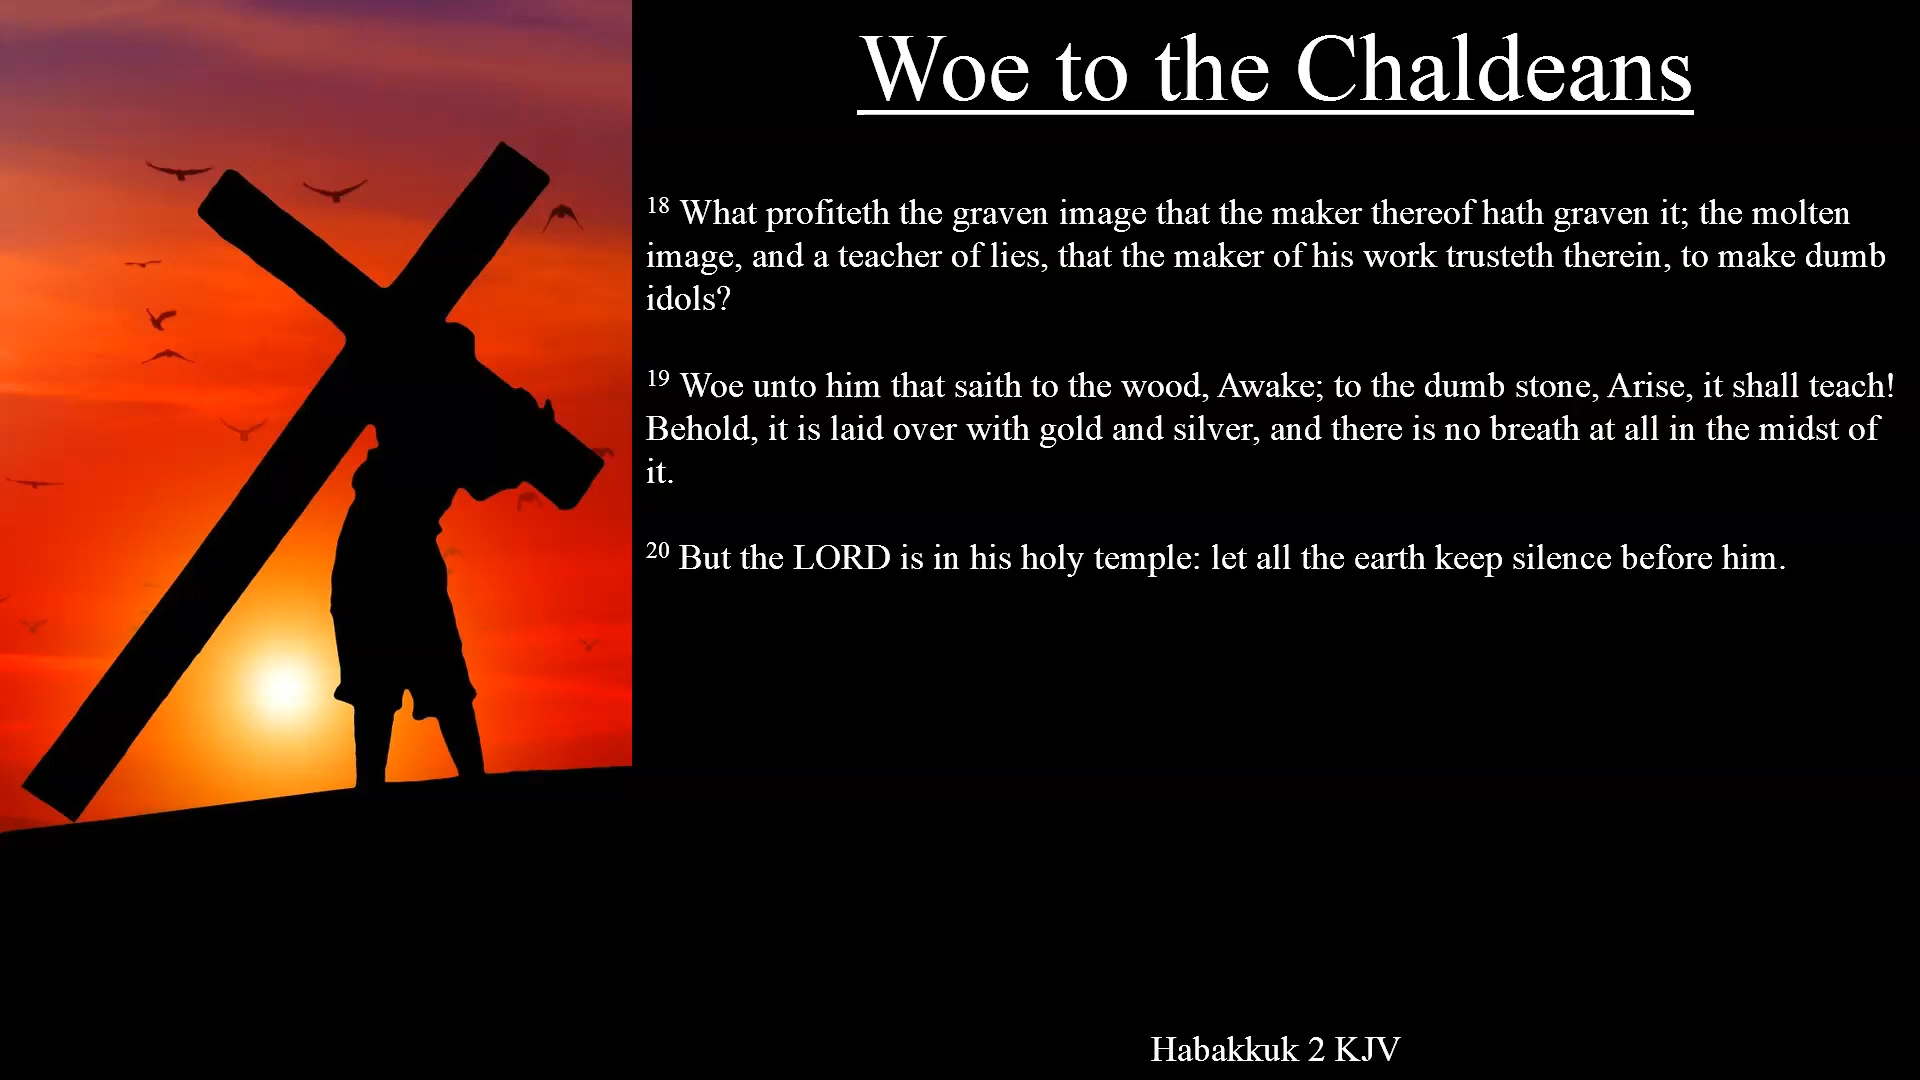 Woe to the Chaldeans
18 What profiteth the graven image that the maker thereof hath graven it; the molten
image, and a teacher of lies, that the maker of his work trusteth therein, to make dumb
idols?
19 Woe unto him that saith to the wood, Awake; to the dumb stone, Arise, it shall teach!
Behold, it is laid over with gold and silver, and there is no breath at all in the midst of
it.
20 But the LORD is in his holy temple: let all the earth keep silence before him.
Habakkuk 2 KJV